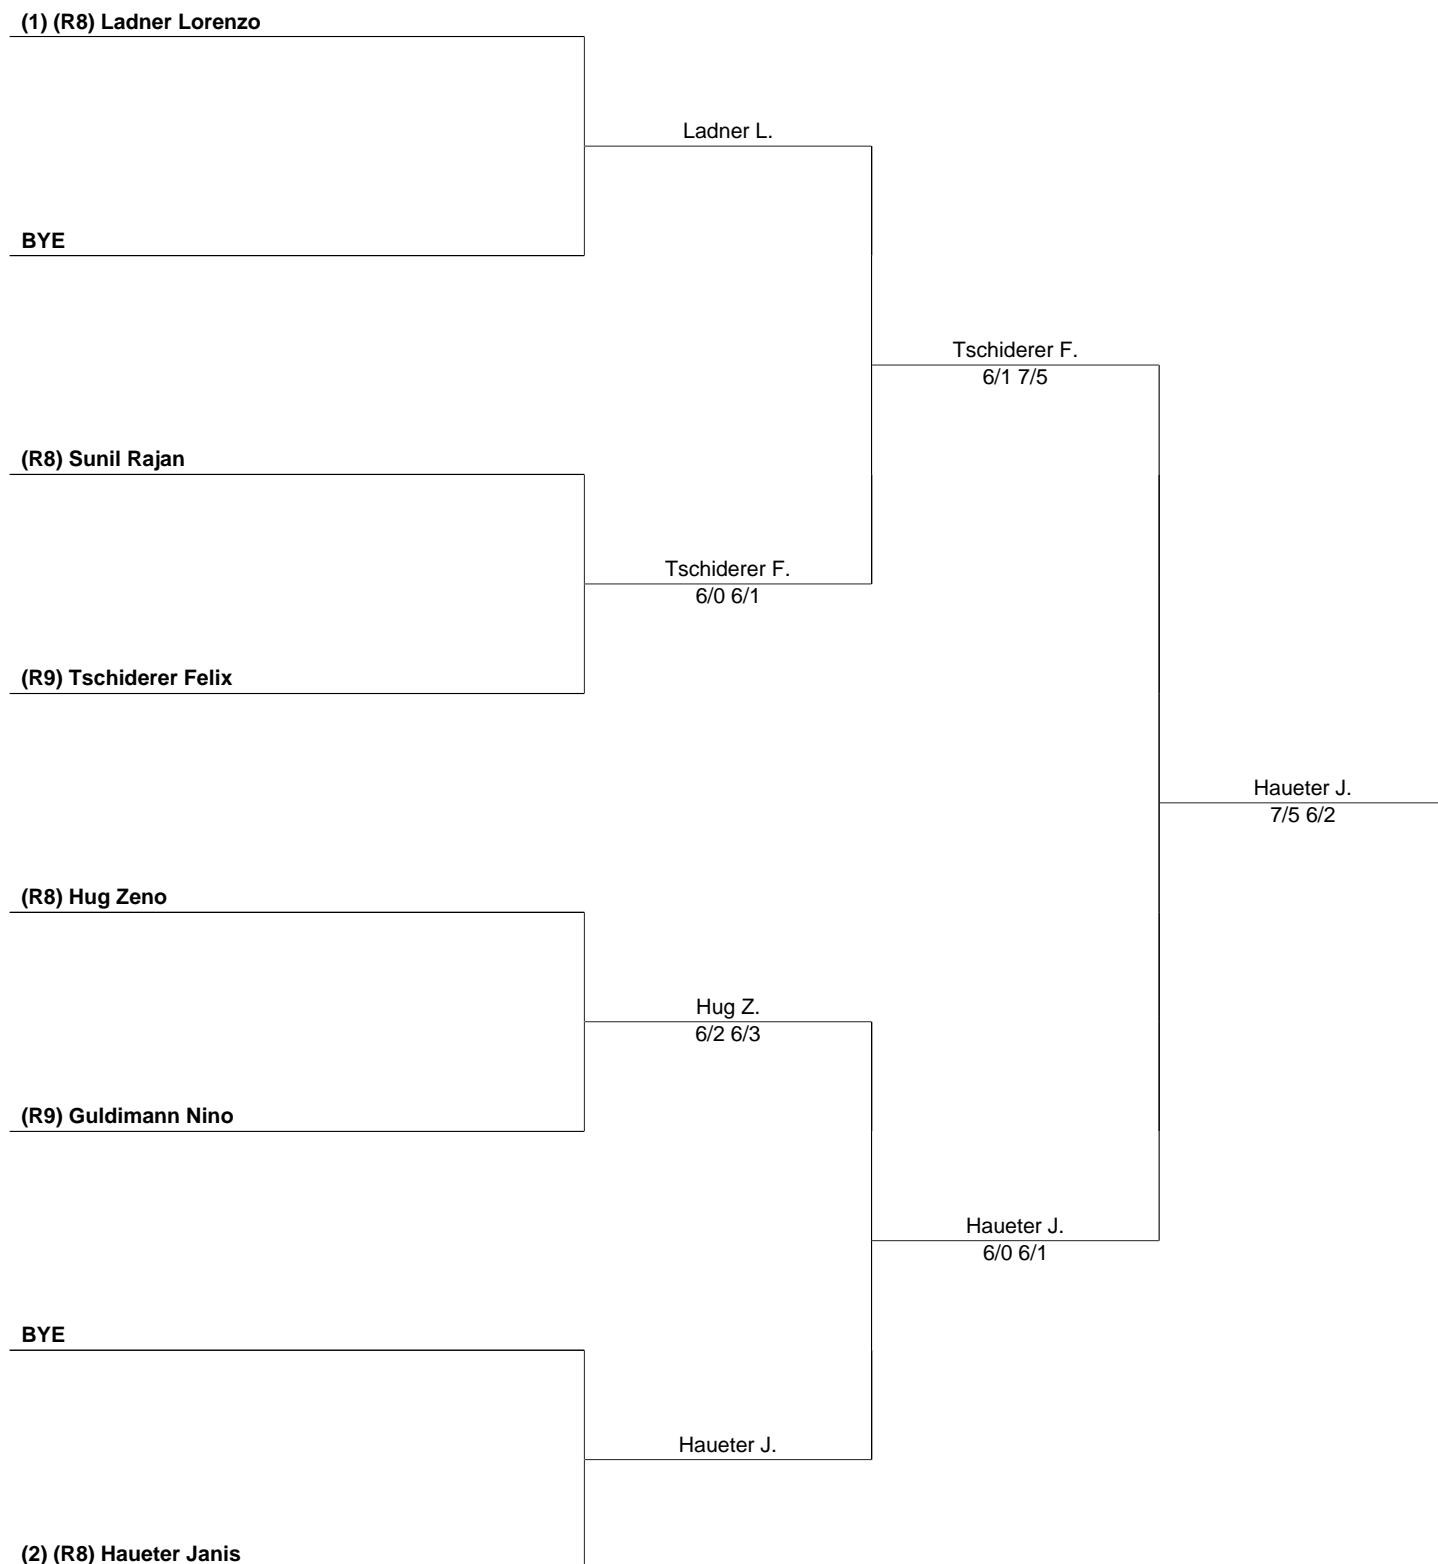 (1) (R8) Ladner Lorenzo
Ladner L.
BYE
Tschiderer F.
6/1 7/5
(R8) Sunil Rajan
Tschiderer F.
6/0 6/1
(R9) Tschiderer Felix
Haueter J.
7/5 6/2
(R8) Hug Zeno
Hug Z.
6/2 6/3
(R9) Guldimann Nino
Haueter J.
6/0 6/1
BYE
Haueter J.
(2) (R8) Haueter Janis